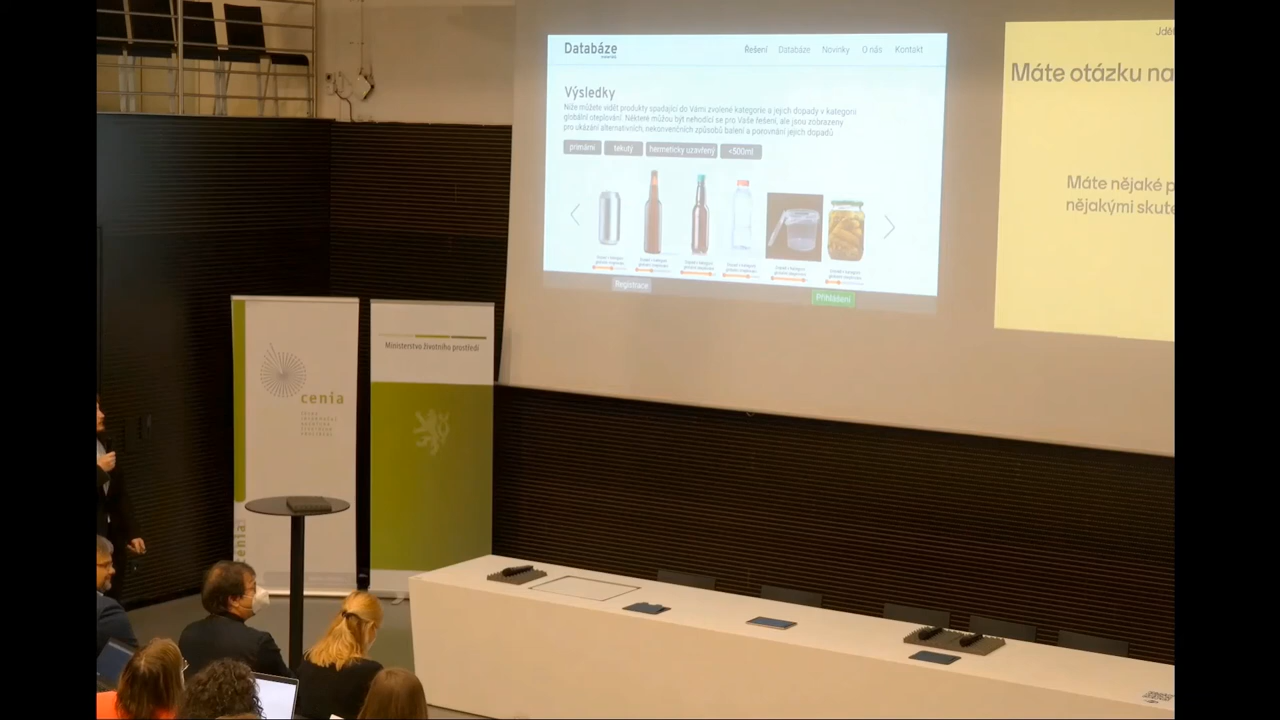 Databáze
Řešení Databáze Novinky O nás Kontakt
Výsledky
Níže můžete vidět produkty spadající do Vámi zvolené kategorie a jejich dopady v kategorii
globální oteplování. Některé můžou být nehodící se pro Vaše řešení, ale jsou zobrazeny
pro ukázání alternativních, nekonvenčních způsobů balení a porovnání jejich dopadů
primární tekutý hermeticky uzavřený <500ml
Registrace
Přihlášení
Máte otázku na
Máte nějaké p
nějakými skute
cenia
Ministerstvo životního prostředí
cenia